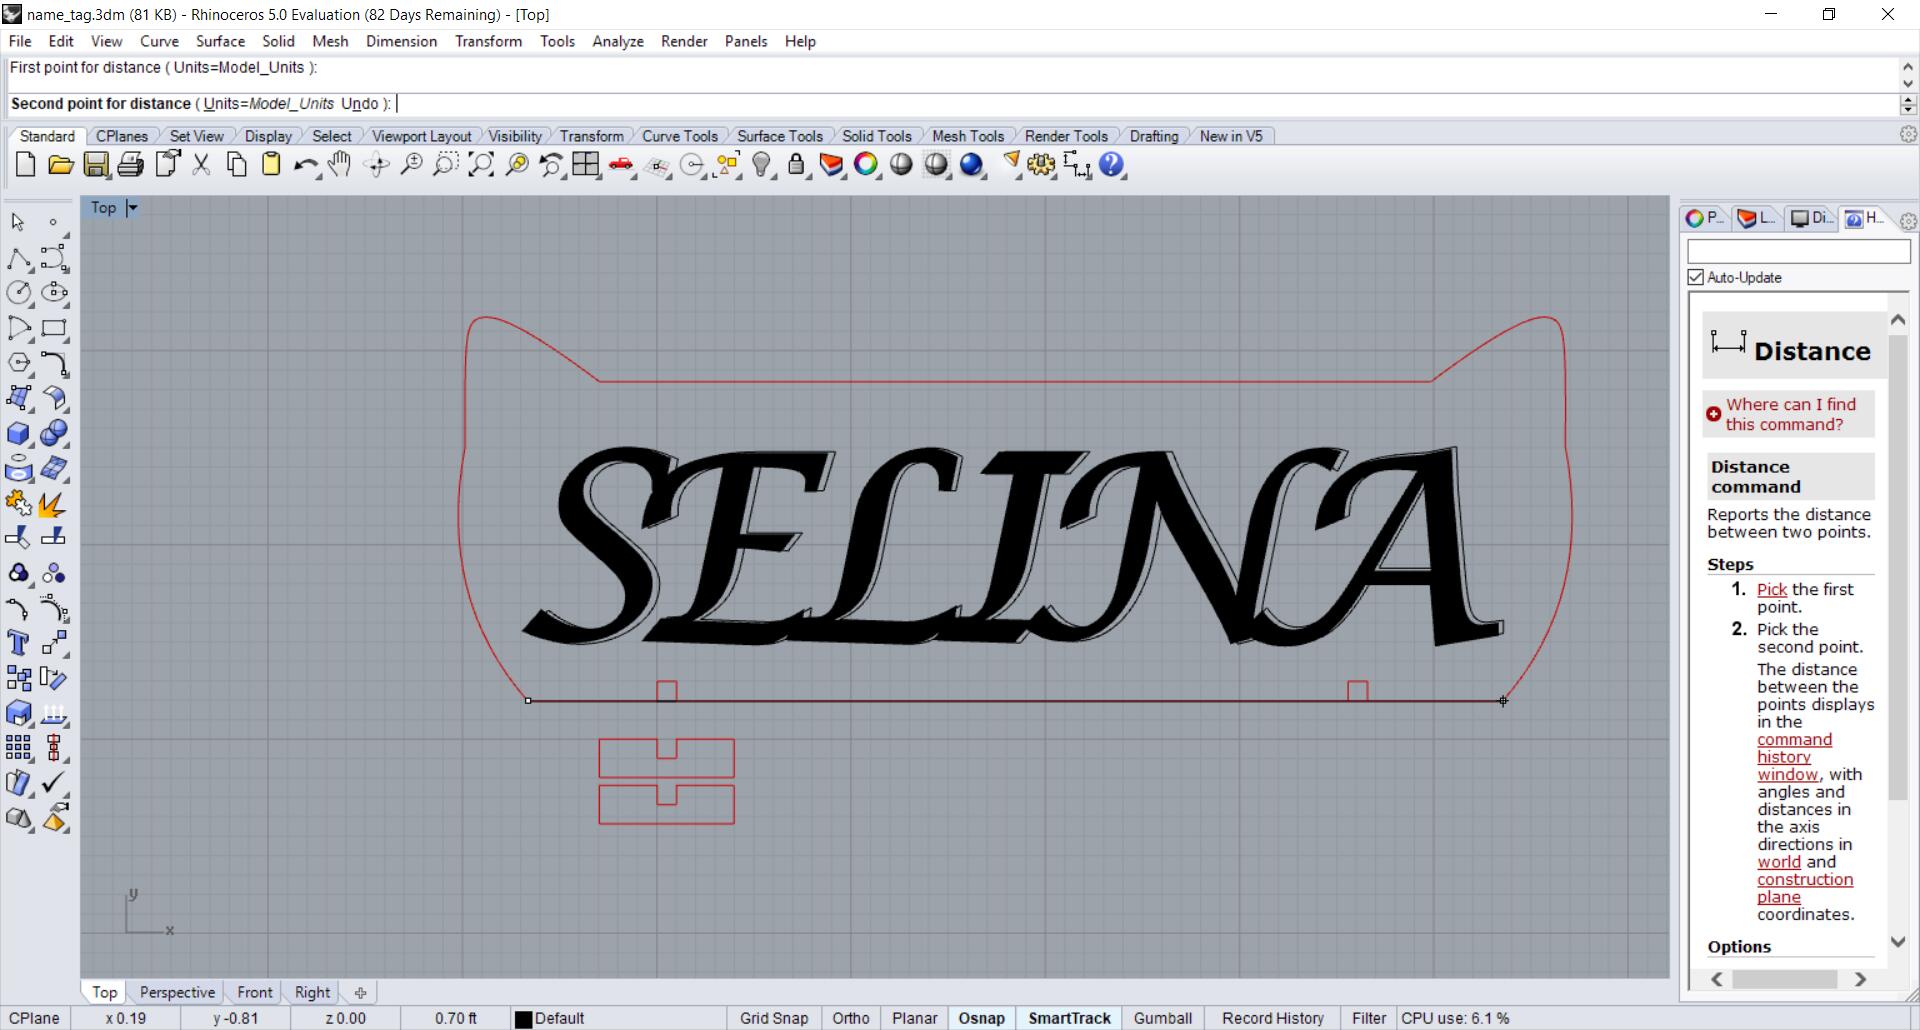 name_tag.3dm (81 KB) - Rhinoceros 5.0 Evaluation (82 Days Remaining) - [Top]
File Edit View Curve Surface Solid Mesh Dimension Transform Tools Analyze Render Panels Help
First point for distance ( Units=Model_Units ):
Second point for distance ( Units=Model_Units Undo ):
Standard CPlanes Set View Display Select Viewport Layout Visibility Transform Curve Tools Surface Tools Solid Tools Mesh Tools Render Tools Drafting New in V5
Top
P... L... Di... H...
Auto-Update
Distance
Where can I find
this command?
Distance
command
Reports the distance
between two points.
Steps
1. Pick the first
point.
2. Pick the
second point.
The distance
between the
points displays
in the
command
history
window, with
angles and
distances in
the axis
directions in
world and
construction
plane
coordinates.
Options
SELINA
y
x
Top Perspective Front Right
CPlane x 0.19 y -0.81 z 0.00 0.70 ft Default Grid Snap Ortho Planar Osnap SmartTrack Gumball Record History Filter CPU use: 6.1 %